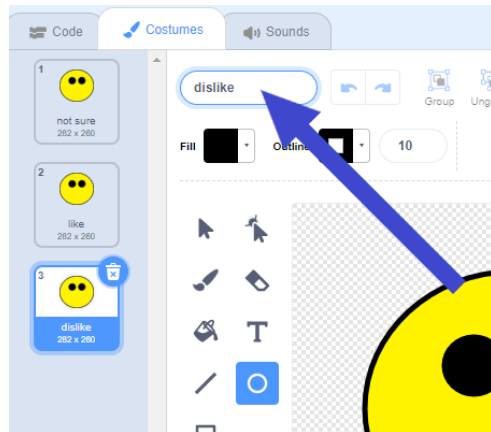 Code
Costumes
Sounds
1
not sure
282 x 260
2
like
282 x 260
3
dislike
282 x 260
dislike
Group
Fill
10
T